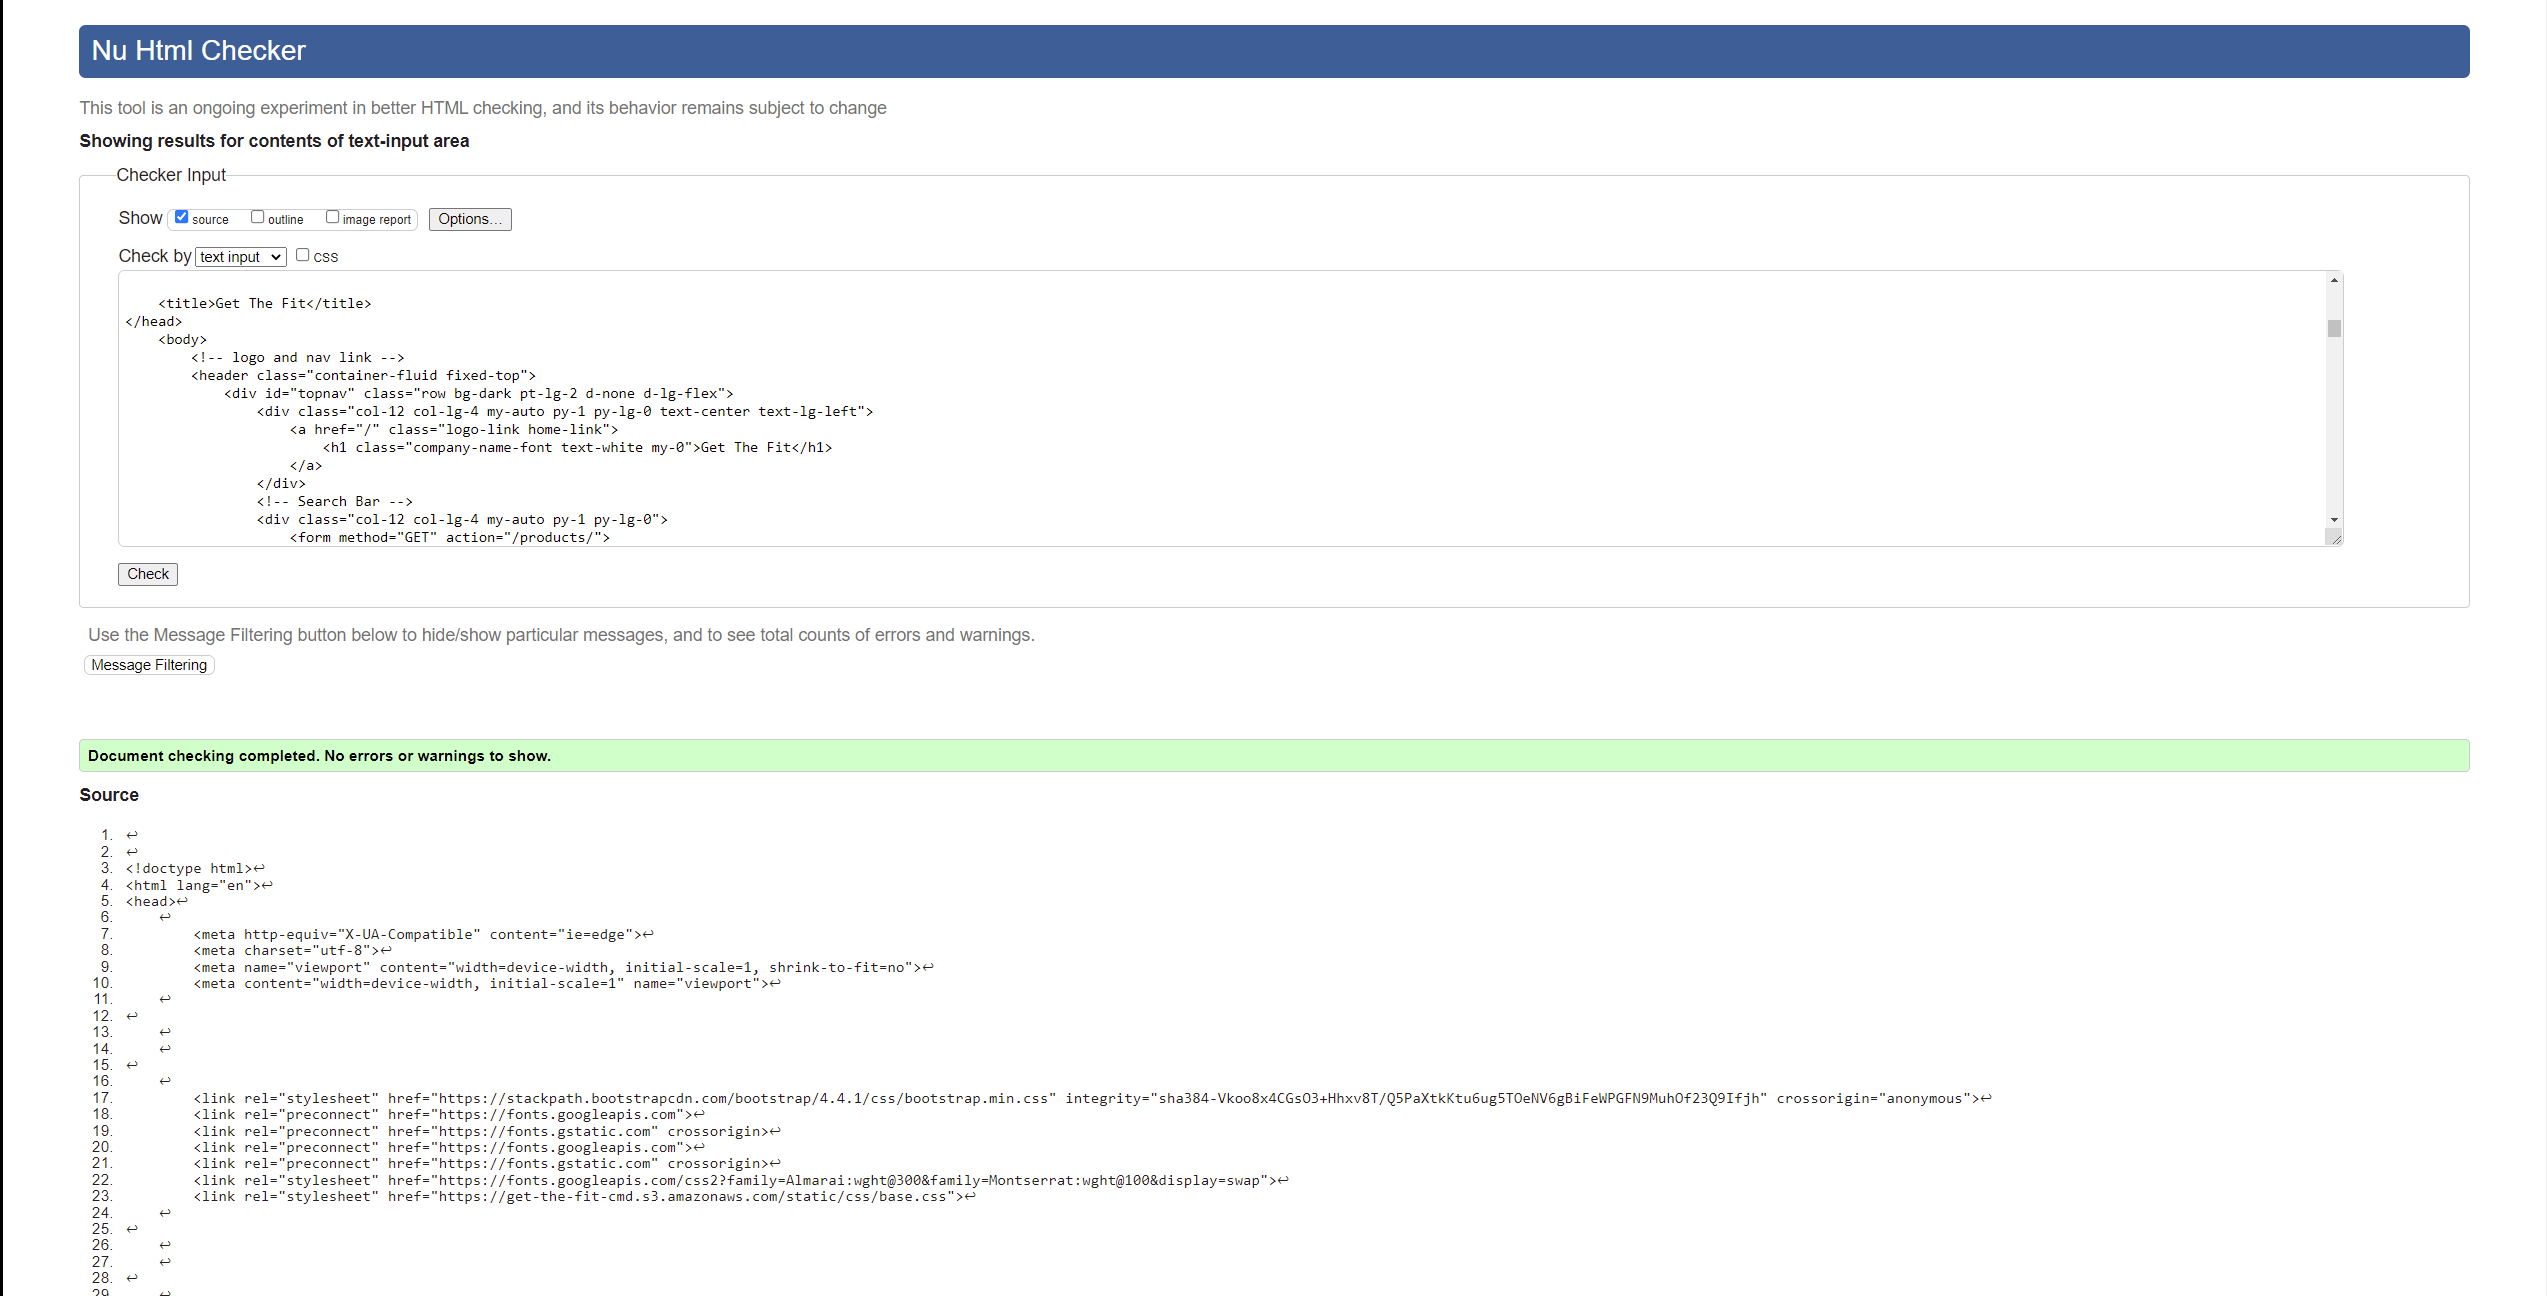 Nu Html Checker
This tool is an ongoing experiment in better HTML checking, and its behavior remains subject to change
Showing results for contents of text-input area
Checker Input
Show source outline image report Options...
Check by text input css
    <title>Get The Fit</title>
</head>
    <body>
        <!-- logo and nav link -->
        <header class="container-fluid fixed-top">
            <div id="topnav" class="row bg-dark pt-lg-2 d-none d-lg-flex">
                <div class="col-12 col-lg-4 my-auto py-1 py-lg-0 text-center text-lg-left">
                    <a href="/" class="logo-link home-link">
                        <h1 class="company-name-font text-white my-0">Get The Fit</h1>
                    </a>
                </div>
                <!-- Search Bar -->
                <div class="col-12 col-lg-4 my-auto py-1 py-lg-0">
                    <form method="GET" action="/products/">
Check
Use the Message Filtering button below to hide/show particular messages, and to see total counts of errors and warnings.
Message Filtering
Document checking completed. No errors or warnings to show.
Source
1. ↩
2. ↩
3. <!doctype html>↩
4. <html lang="en">↩
5. <head>↩
6.     ↩
7.         <meta http-equiv="X-UA-Compatible" content="ie=edge">↩
8.         <meta charset="utf-8">↩
9.         <meta name="viewport" content="width=device-width, initial-scale=1, shrink-to-fit=no">↩
10.         <meta content="width=device-width, initial-scale=1" name="viewport">↩
11.     ↩
12. ↩
13.     ↩
14.     ↩
15. ↩
16.     ↩
17.         <link rel="stylesheet" href="https://stackpath.bootstrapcdn.com/bootstrap/4.4.1/css/bootstrap.min.css" integrity="sha384-Vkoo8x4CGsO3+Hhxv8T/Q5PaXtkKtu6ug5TOeNV6gBiFeWPGFN9MuhOf23Q9Ifjh" crossorigin="anonymous">↩
18.         <link rel="preconnect" href="https://fonts.googleapis.com">↩
19.         <link rel="preconnect" href="https://fonts.gstatic.com" crossorigin>↩
20.         <link rel="preconnect" href="https://fonts.googleapis.com">↩
21.         <link rel="preconnect" href="https://fonts.gstatic.com" crossorigin>↩
22.         <link rel="stylesheet" href="https://fonts.googleapis.com/css2?family=Almarai:wght@300&family=Montserrat:wght@100&display=swap">↩
23.         <link rel="stylesheet" href="https://get-the-fit-cmd.s3.amazonaws.com/static/css/base.css">↩
24.     ↩
25. ↩
26.     ↩
27.     ↩
28. ↩
29.     ↩